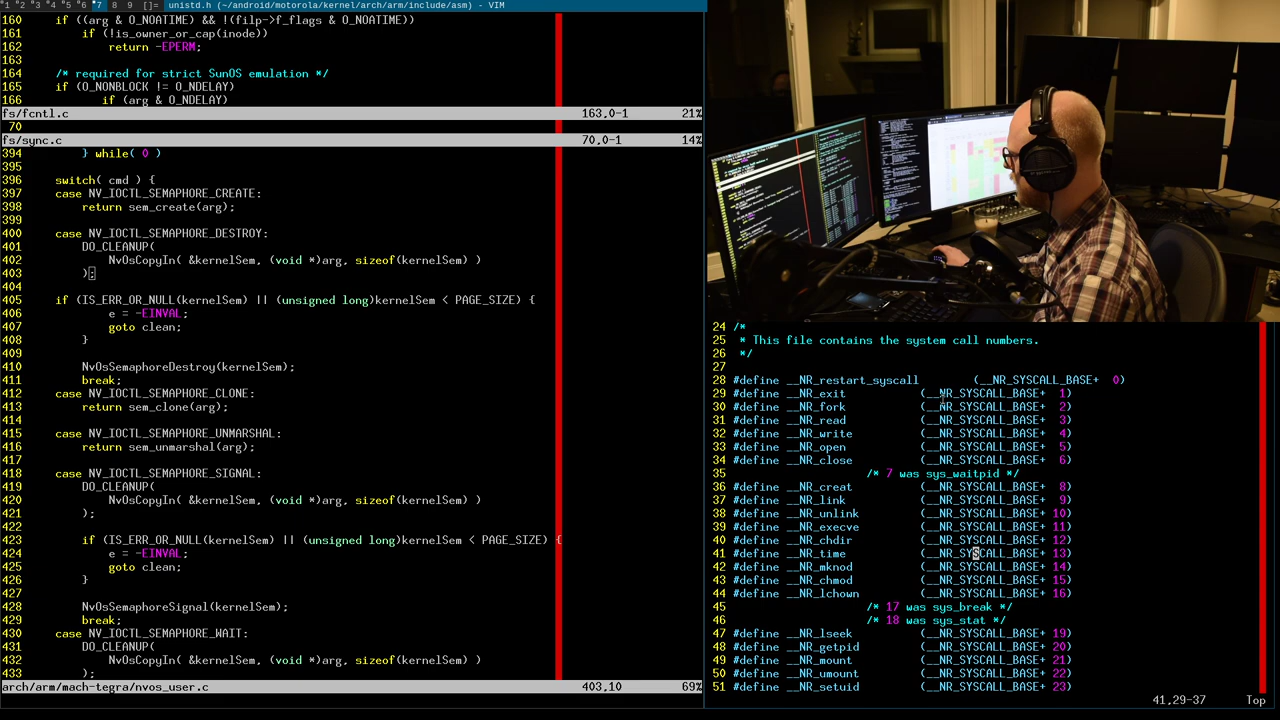 °1 °2 °3 °4 °5 °6 °7 8 9 []= unistd.h (~/android/motorola/kernel/arch/arm/include/asm) - VIM
160     if ((arg & O_NOATIME) && !(filp->f_flags & O_NOATIME))
161         if (!is_owner_or_cap(inode))
162             return -EPERM;
163
164     /* required for strict SunOS emulation */
165     if (O_NONBLOCK != O_NDELAY)
166            if (arg & O_NDELAY)
fs/fcntl.c 163,0-1 21%
70
fs/sync.c 70,0-1 14%
394         } while( 0 )
395
396     switch( cmd ) {
397     case NV_IOCTL_SEMAPHORE_CREATE:
398         return sem_create(arg);
399
400     case NV_IOCTL_SEMAPHORE_DESTROY:
401         DO_CLEANUP(
402             NvOsCopyIn( &kernelSem, (void *)arg, sizeof(kernelSem) )
403         );
404
405     if (IS_ERR_OR_NULL(kernelSem) || (unsigned long)kernelSem < PAGE_SIZE) {
406             e = -EINVAL;
407             goto clean;
408         }
409
410         NvOsSemaphoreDestroy(kernelSem);
411         break;
412     case NV_IOCTL_SEMAPHORE_CLONE:
413         return sem_clone(arg);
414
415     case NV_IOCTL_SEMAPHORE_UNMARSHAL:
416         return sem_unmarshal(arg);
417
418     case NV_IOCTL_SEMAPHORE_SIGNAL:
419         DO_CLEANUP(
420             NvOsCopyIn( &kernelSem, (void *)arg, sizeof(kernelSem) )
421         );
422
423         if (IS_ERR_OR_NULL(kernelSem) || (unsigned long)kernelSem < PAGE_SIZE) {
424             e = -EINVAL;
425             goto clean;
426         }
427
428         NvOsSemaphoreSignal(kernelSem);
429         break;
430     case NV_IOCTL_SEMAPHORE_WAIT:
431         DO_CLEANUP(
432             NvOsCopyIn( &kernelSem, (void *)arg, sizeof(kernelSem) )
433         );
arch/arm/mach-tegra/nvos_user.c 403,10 69%
24 /*
25  * This file contains the system call numbers.
26  */
27
28 #define __NR_restart_syscall (__NR_SYSCALL_BASE+  0)
29 #define __NR_exit (__NR_SYSCALL_BASE+  1)
30 #define __NR_fork (__NR_SYSCALL_BASE+  2)
31 #define __NR_read (__NR_SYSCALL_BASE+  3)
32 #define __NR_write (__NR_SYSCALL_BASE+  4)
33 #define __NR_open (__NR_SYSCALL_BASE+  5)
34 #define __NR_close (__NR_SYSCALL_BASE+  6)
35 /* 7 was sys_waitpid */
36 #define __NR_creat (__NR_SYSCALL_BASE+  8)
37 #define __NR_link (__NR_SYSCALL_BASE+  9)
38 #define __NR_unlink (__NR_SYSCALL_BASE+ 10)
39 #define __NR_execve (__NR_SYSCALL_BASE+ 11)
40 #define __NR_chdir (__NR_SYSCALL_BASE+ 12)
41 #define __NR_time (__NR_SYSCALL_BASE+ 13)
42 #define __NR_mknod (__NR_SYSCALL_BASE+ 14)
43 #define __NR_chmod (__NR_SYSCALL_BASE+ 15)
44 #define __NR_lchown (__NR_SYSCALL_BASE+ 16)
45 /* 17 was sys_break */
46 /* 18 was sys_stat */
47 #define __NR_lseek (__NR_SYSCALL_BASE+ 19)
48 #define __NR_getpid (__NR_SYSCALL_BASE+ 20)
49 #define __NR_mount (__NR_SYSCALL_BASE+ 21)
50 #define __NR_umount (__NR_SYSCALL_BASE+ 22)
51 #define __NR_setuid (__NR_SYSCALL_BASE+ 23)
41,29-37 Top